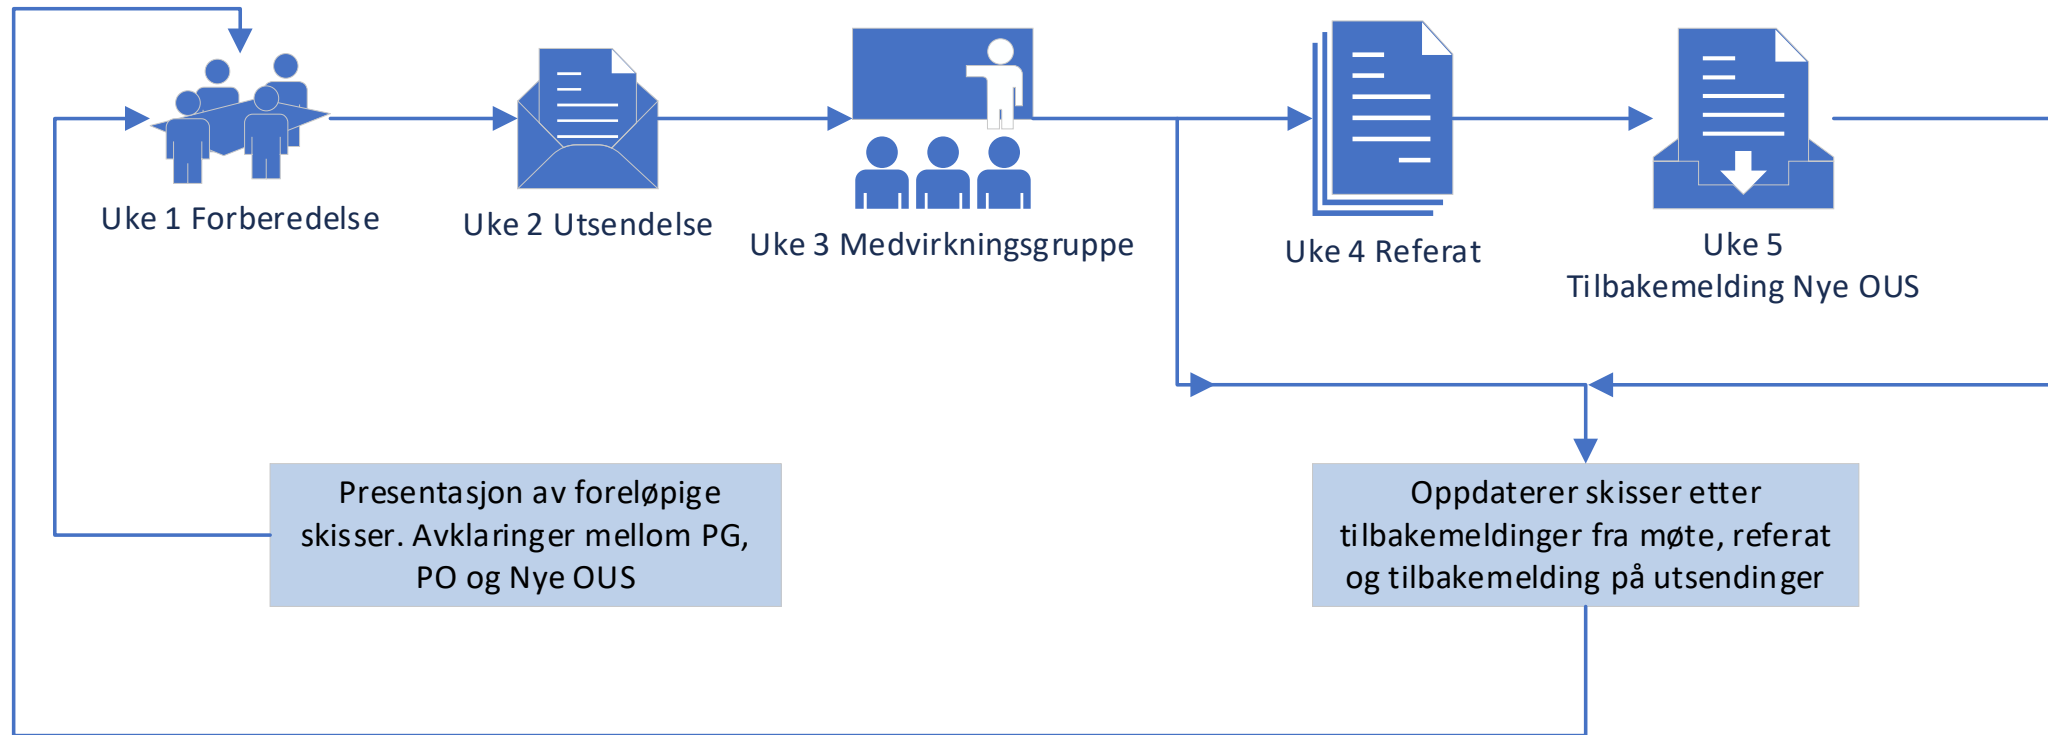 Uke 1 Forberedelse
Uke 2 Utsendelse
Uke 3 Medvirkningsgruppe
Uke 4 Referat
Uke 5
Tilbakemelding Nye OUS
Presentasjon av foreløpige
skisser. Avklaringer mellom PG,
PO og Nye OUS
Oppdaterer skisser etter
tilbakemeldinger fra møte, referat
og tilbakemelding på utsendinger